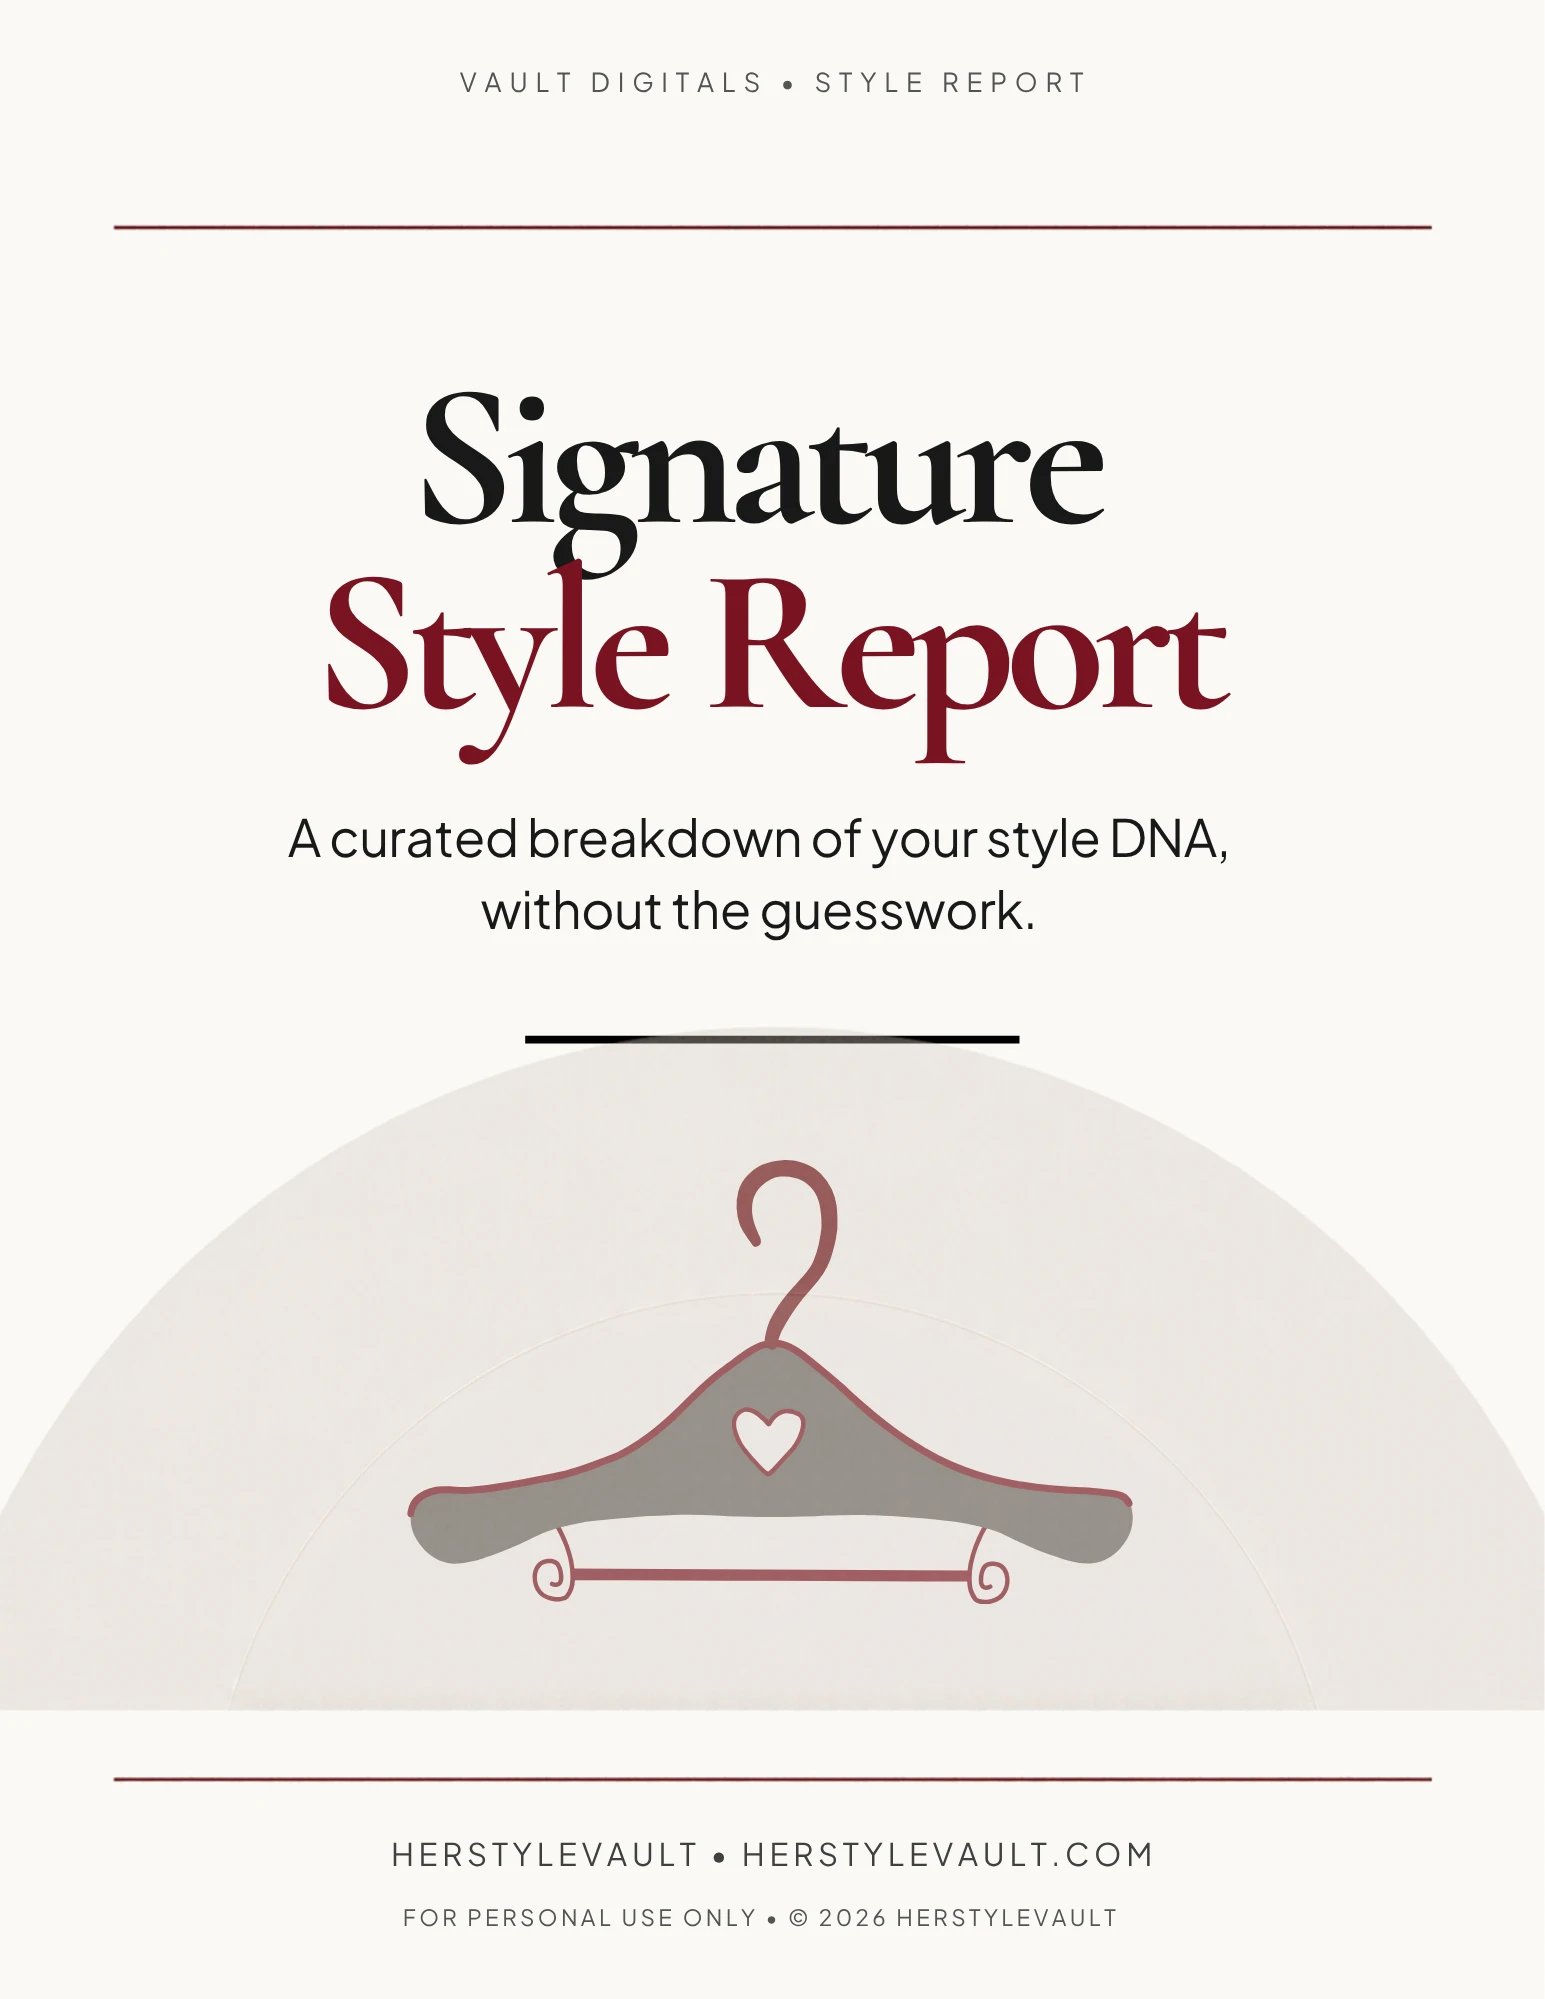 VAULT DIGITALS • STYLE REPORT
Signature
Style Report
A curated breakdown of your style DNA,
without the guesswork.
HERSTYLEVAULT • HERSTYLEVAULT.COM
FOR PERSONAL USE ONLY • © 2026 HERSTYLEVAULT